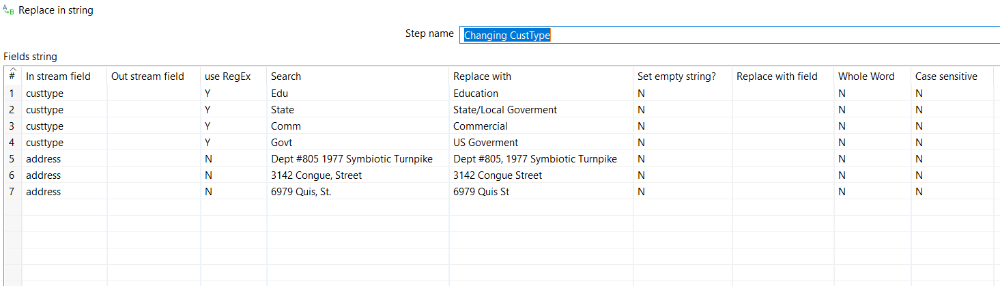 A B Replace in string
Step name Changing CustType
Fields string
# In stream field Out stream field use RegEx Search Replace with Set empty string? Replace with field Whole Word Case sensitive
1 custtype Y Edu Education N N N
2 custtype Y State State/Local Goverment N N N
3 custtype Y Comm Commercial N N N
4 custtype Y Govt US Goverment N N N
5 address N Dept #805 1977 Symbiotic Turnpike Dept #805, 1977 Symbiotic Turnpike N N N
6 address N 3142 Congue, Street 3142 Congue Street N N N
7 address N 6979 Quis, St. 6979 Quis St N N N